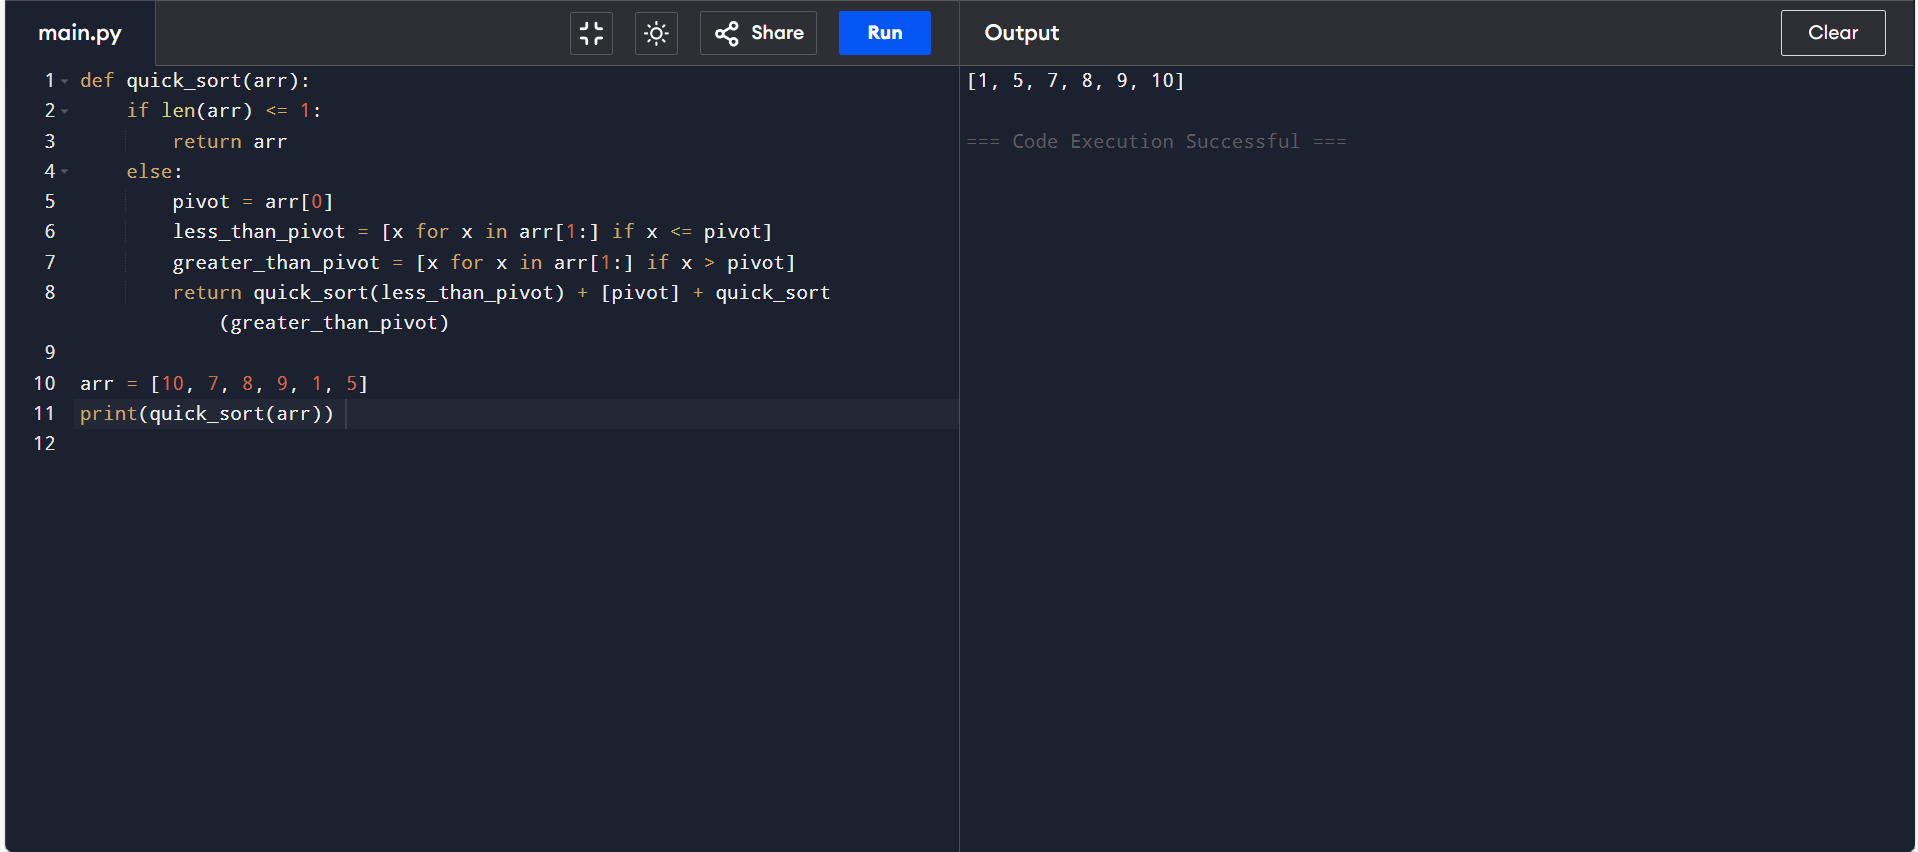 main.py
Share
Run
Output
Clear
1 def quick_sort(arr):
2     if len(arr) <= 1:
3         return arr
4     else:
5         pivot = arr[0]
6         less_than_pivot = [x for x in arr[1:] if x <= pivot]
7         greater_than_pivot = [x for x in arr[1:] if x > pivot]
8         return quick_sort(less_than_pivot) + [pivot] + quick_sort
            (greater_than_pivot)
9
10 arr = [10, 7, 8, 9, 1, 5]
11 print(quick_sort(arr))
12
[1, 5, 7, 8, 9, 10]
=== Code Execution Successful ===